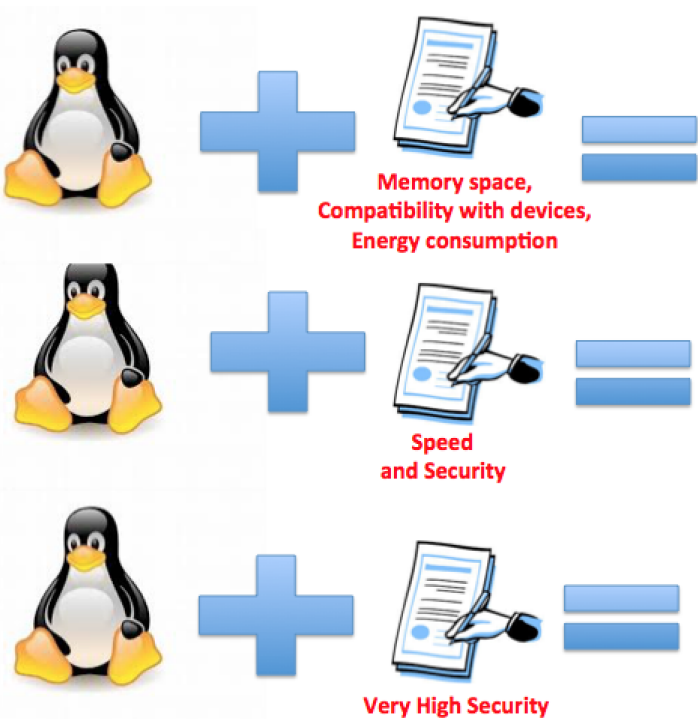 Memory space,
Compatibility with devices,
Energy consumption
Speed
and Security
Very High Security